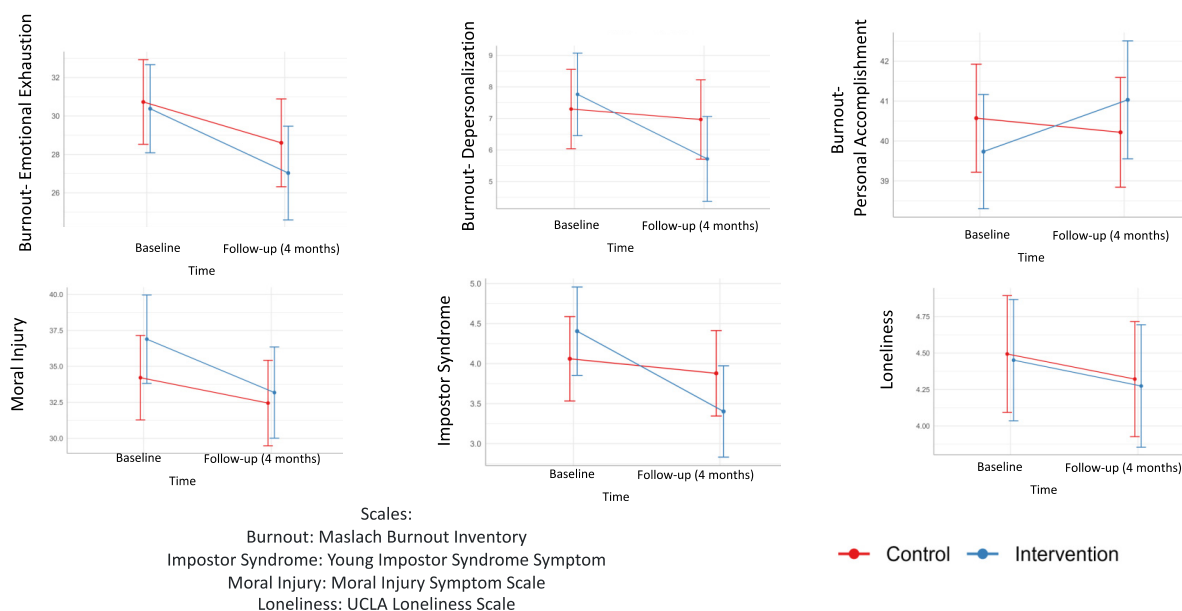 Burnout- Emotional Exhaustion
32
30
28
26
Baseline
Follow-up (4 months)
Time
Burnout- Depersonalization
9
8
7
6
5
Baseline
Follow-up (4 months)
Time
Burnout-
Personal Accomplishment
42
41
40
39
Baseline
Follow-up (4 months)
Time
Moral Injury
40.0
37.5
35.0
32.5
30.0
Baseline
Follow-up (4 months)
Time
Impostor Syndrome
5.0
4.5
4.0
3.5
3.0
Baseline
Follow-up (4 months)
Time
Loneliness
4.75
4.50
4.25
4.00
Baseline
Follow-up (4 months)
Time
Scales:
Burnout: Maslach Burnout Inventory
Impostor Syndrome: Young Impostor Syndrome Symptom
Moral Injury: Moral Injury Symptom Scale
Loneliness: UCLA Loneliness Scale
Control
Intervention